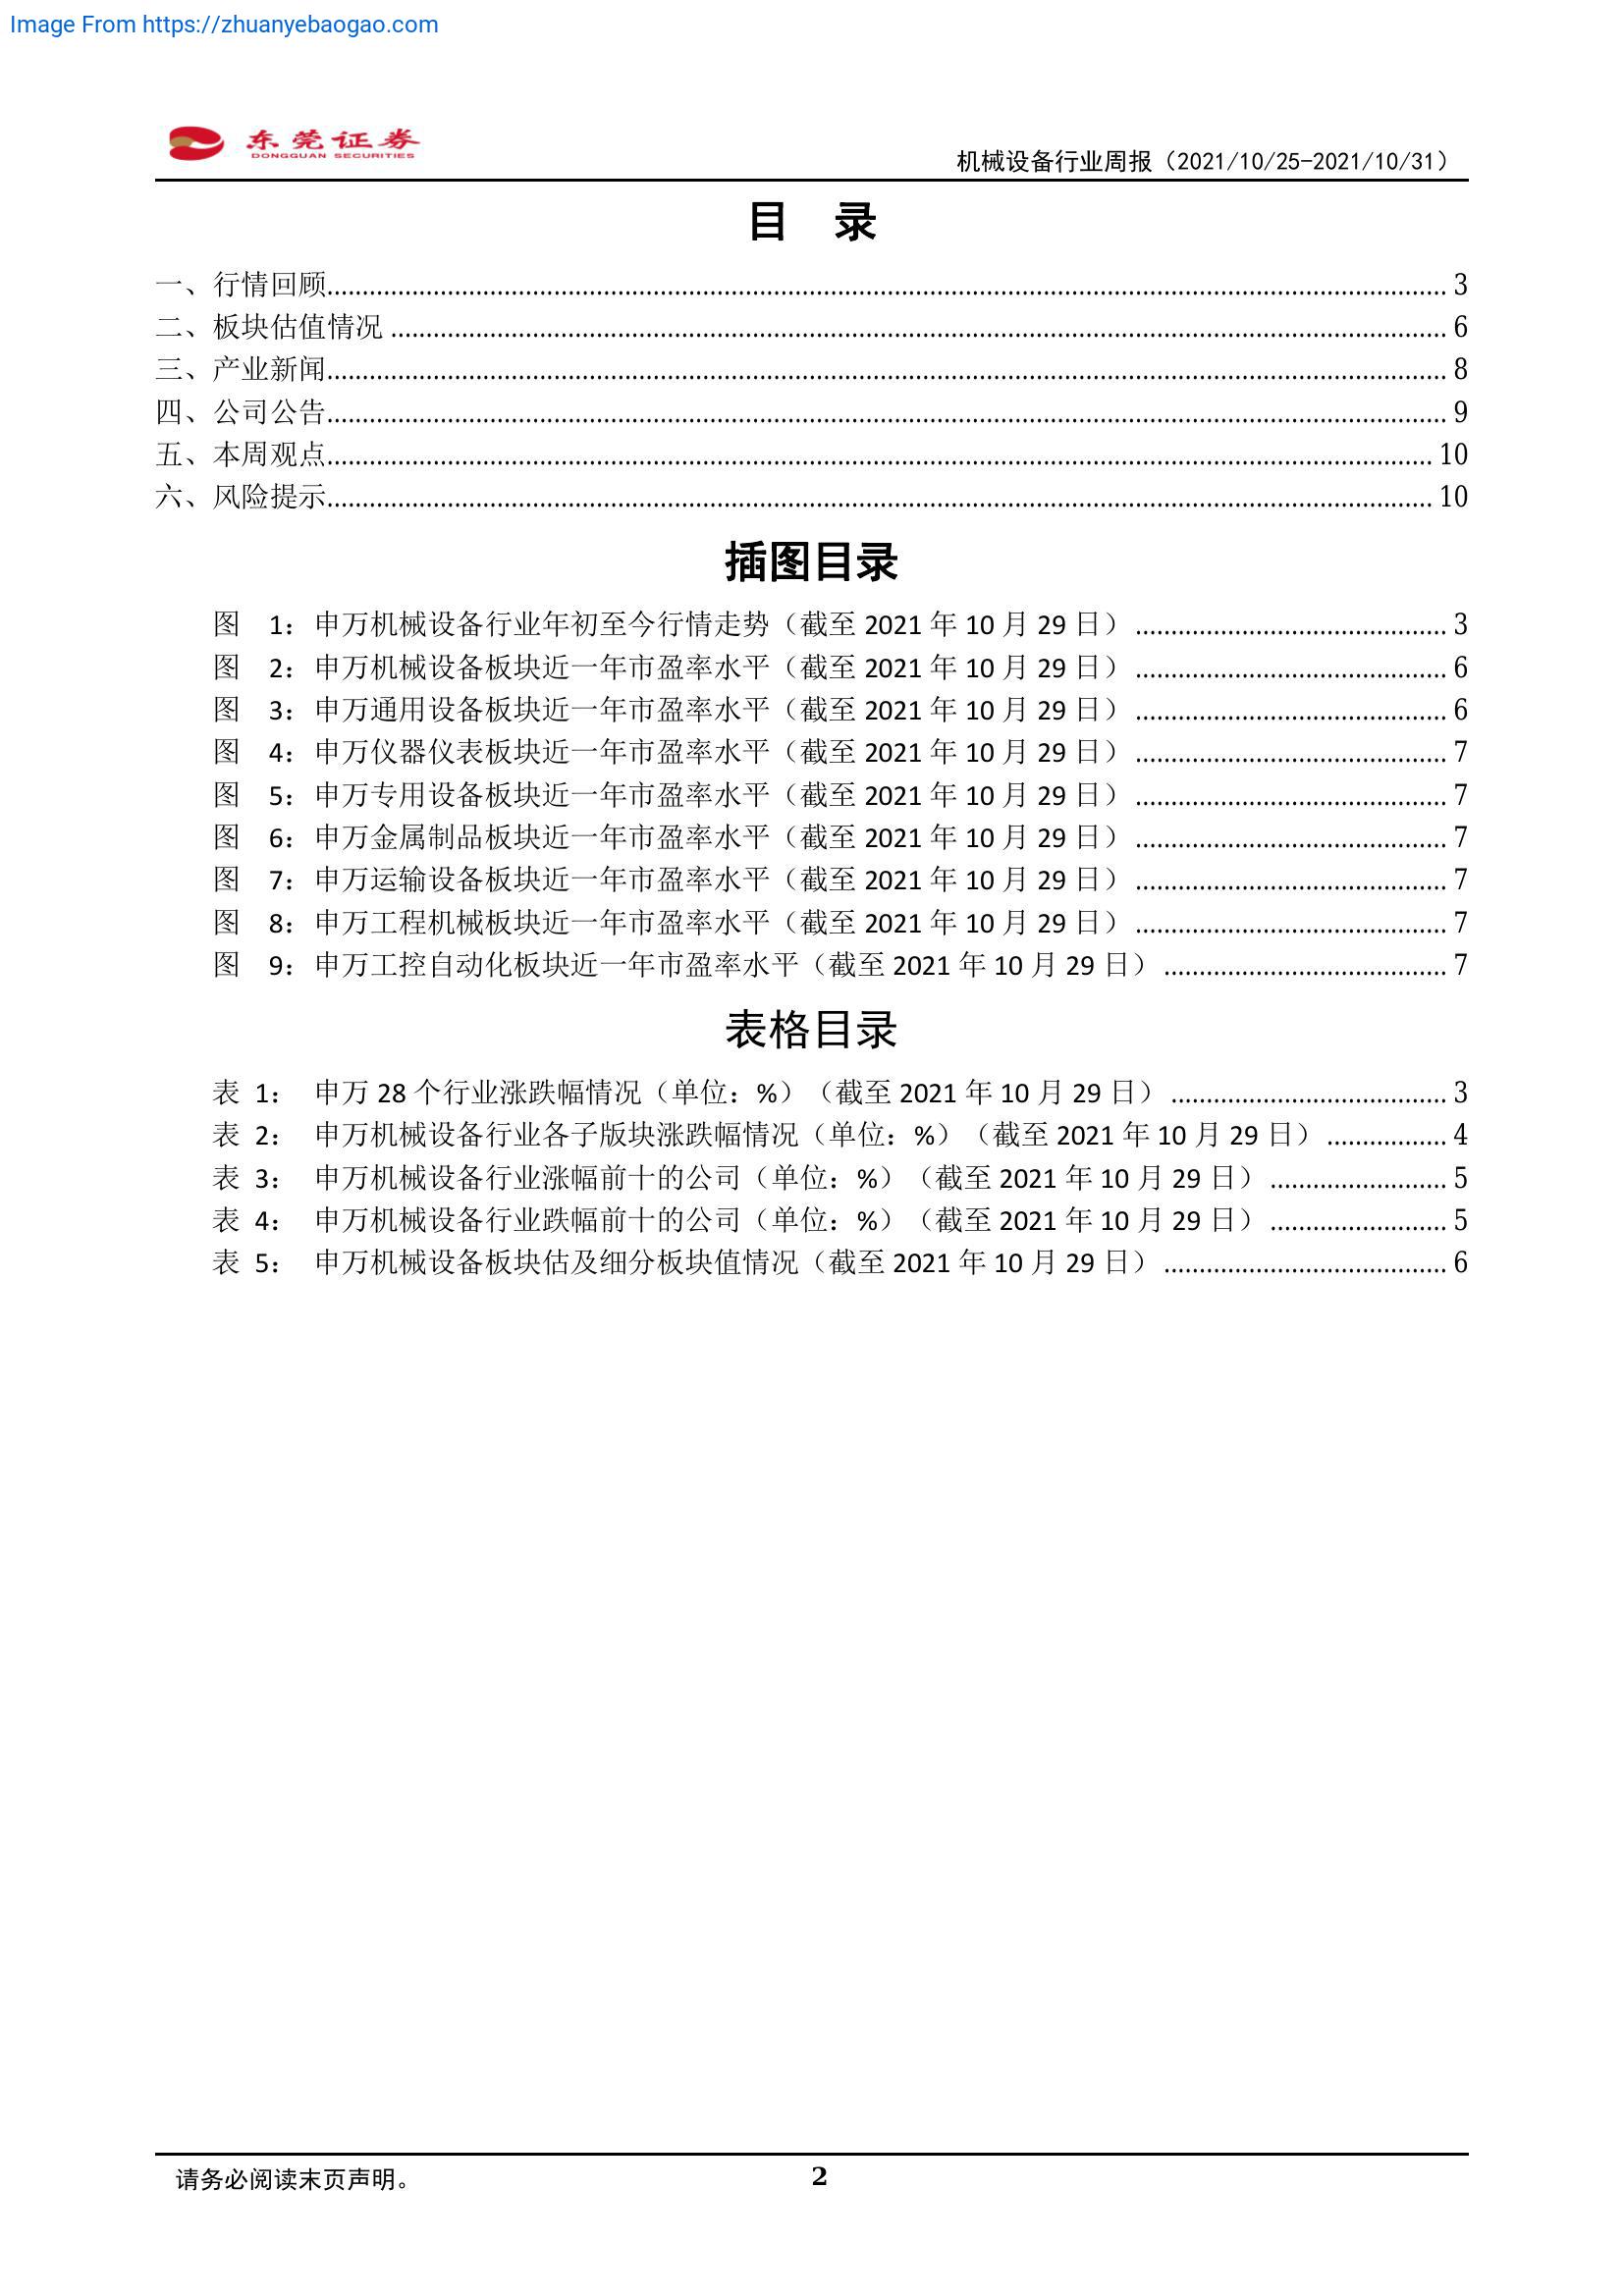 Image From https://zhuanyebaogao.com
东莞证券
DONGGUAN SECURITIES
机械设备行业周报（2021/10/25-2021/10/31）
目 录
一、行情回顾 3
二、板块估值情况 6
三、产业新闻 8
四、公司公告 9
五、本周观点 10
六、风险提示 10
插图目录
图 1：申万机械设备行业年初至今行情走势（截至 2021 年 10 月 29 日） 3
图 2：申万机械设备板块近一年市盈率水平（截至 2021 年 10 月 29 日） 6
图 3：申万通用设备板块近一年市盈率水平（截至 2021 年 10 月 29 日） 6
图 4：申万仪器仪表板块近一年市盈率水平（截至 2021 年 10 月 29 日） 7
图 5：申万专用设备板块近一年市盈率水平（截至 2021 年 10 月 29 日） 7
图 6：申万金属制品板块近一年市盈率水平（截至 2021 年 10 月 29 日） 7
图 7：申万运输设备板块近一年市盈率水平（截至 2021 年 10 月 29 日） 7
图 8：申万工程机械板块近一年市盈率水平（截至 2021 年 10 月 29 日） 7
图 9：申万工控自动化板块近一年市盈率水平（截至 2021 年 10 月 29 日） 7
表格目录
表 1： 申万 28 个行业涨跌幅情况（单位：%）（截至 2021 年 10 月 29 日） 3
表 2： 申万机械设备行业各子版块涨跌幅情况（单位：%）（截至 2021 年 10 月 29 日） 4
表 3： 申万机械设备行业涨幅前十的公司（单位：%）（截至 2021 年 10 月 29 日） 5
表 4： 申万机械设备行业跌幅前十的公司（单位：%）（截至 2021 年 10 月 29 日） 5
表 5： 申万机械设备板块估及细分板块值情况（截至 2021 年 10 月 29 日） 6
请务必阅读末页声明。 2